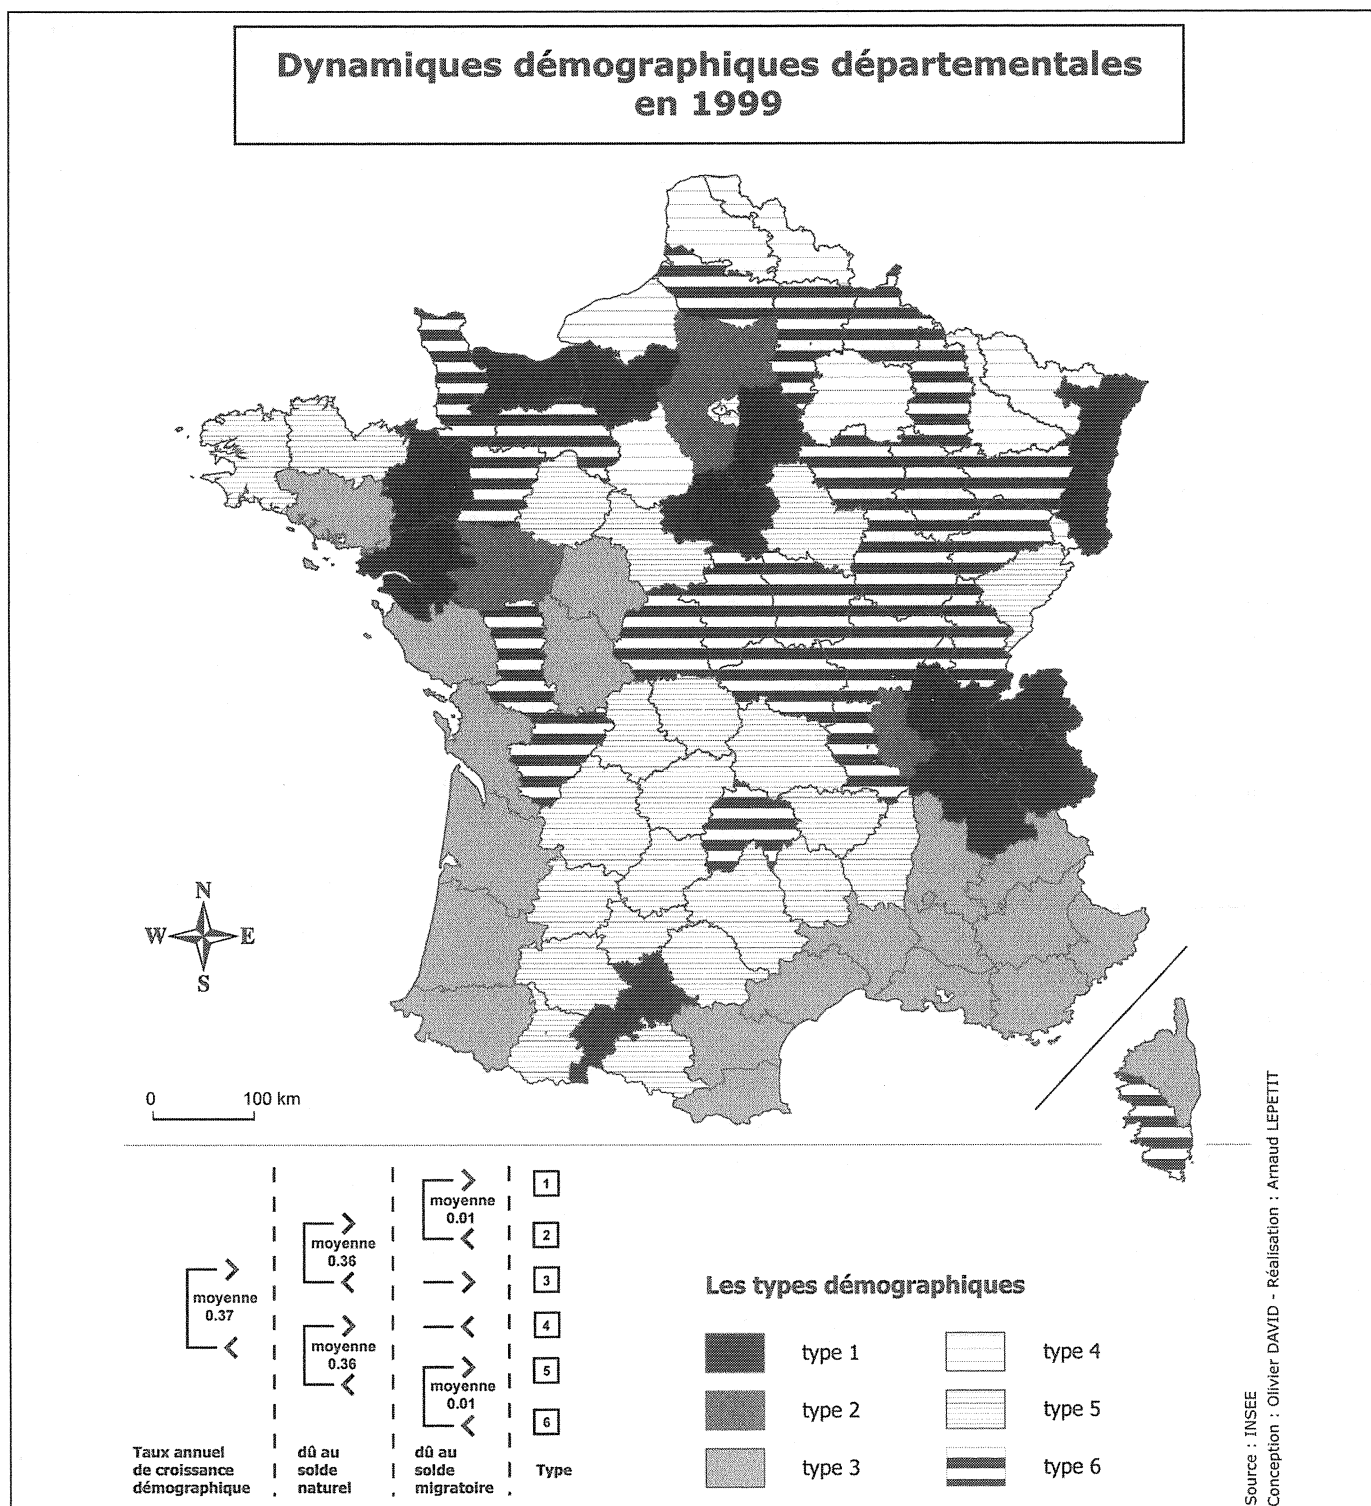 Dynamiques démographiques départementales
en 1999
N
W E
S
0 100 km
moyenne
0.37
moyenne
0.36
moyenne
0.36
moyenne
0.01
moyenne
0.01
1
2
3
4
5
6
Taux annuel
de croissance
démographique
dû au
solde
naturel
dû au
solde
migratoire
Type
Les types démographiques
type 1
type 2
type 3
type 4
type 5
type 6
Source : INSEE
Conception : Olivier DAVID - Réalisation : Arnaud LEPETIT